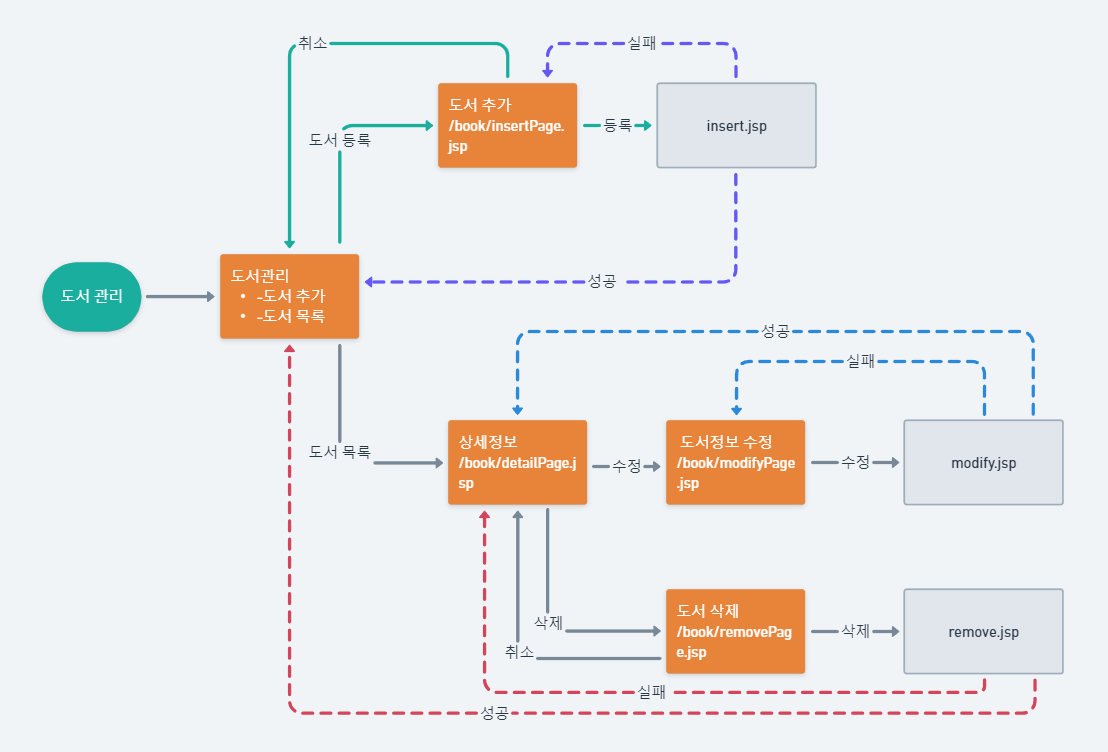 취소
실패
도서 추가
/book/insertPage.
jsp
등록
insert.jsp
도서 등록
성공
도서 관리
도서관리
• -도서 추가
• -도서 목록
성공
실패
도서 목록
상세정보
/book/detailPage.j
sp
수정
도서정보 수정
/book/modifyPage
.jsp
수정
modify.jsp
삭제
취소
도서 삭제
/book/removePag
e.jsp
삭제
remove.jsp
실패
성공